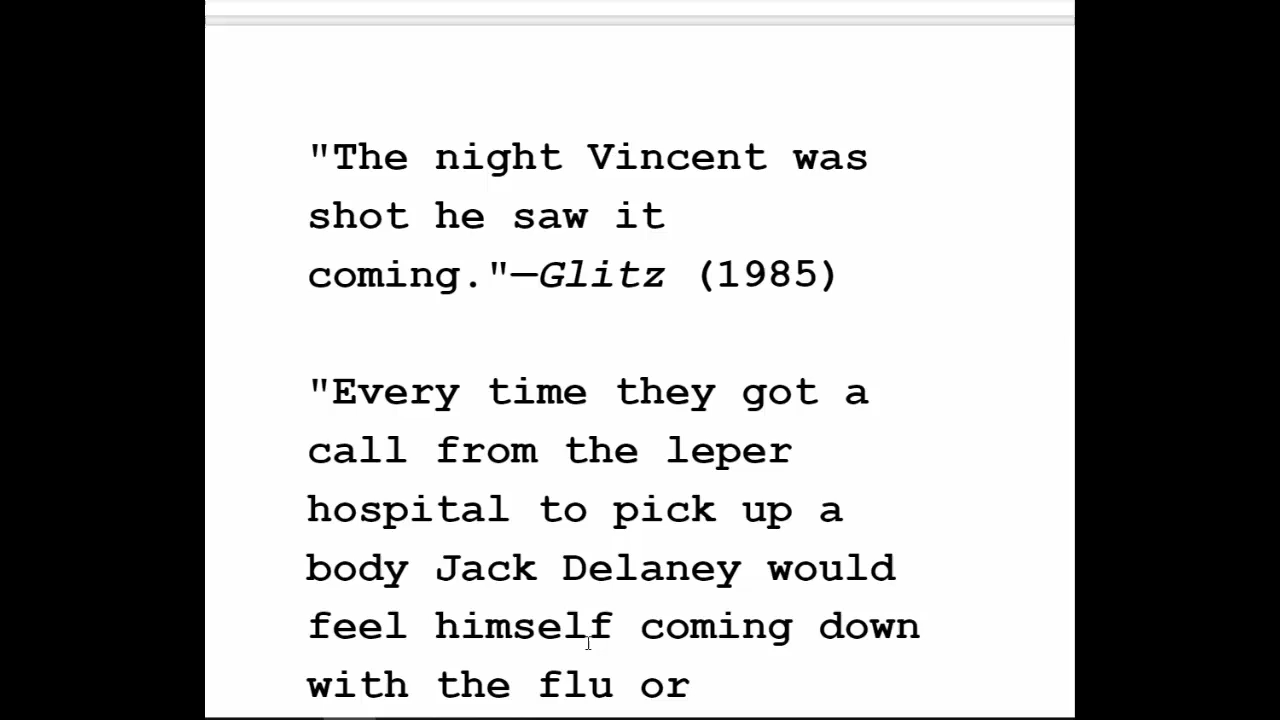 "The night Vincent was
shot he saw it
coming."—Glitz (1985)
"Every time they got a
call from the leper
hospital to pick up a
body Jack Delaney would
feel himself coming down
with the flu or